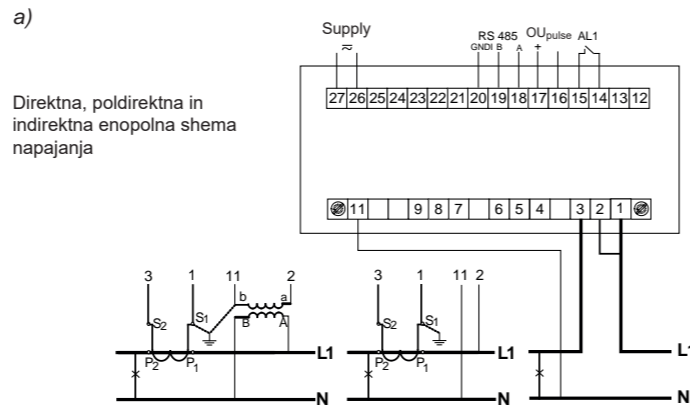 a)
Supply
≂
RS 485
GNDI B A
OUpulse
+
AL1
Direktna, poldirektna in
indirektna enopolna shema
napajanja
27 26 25 24 23 22 21 20 19 18 17 16 15 14 13 12
11 9 8 7 6 5 4 3 2 1
3 1 11 2
b a
S2 S1
B A
P2 P1
L1
N
3 1 11 2
S2 S1
P2 P1
L1
N
L1
N